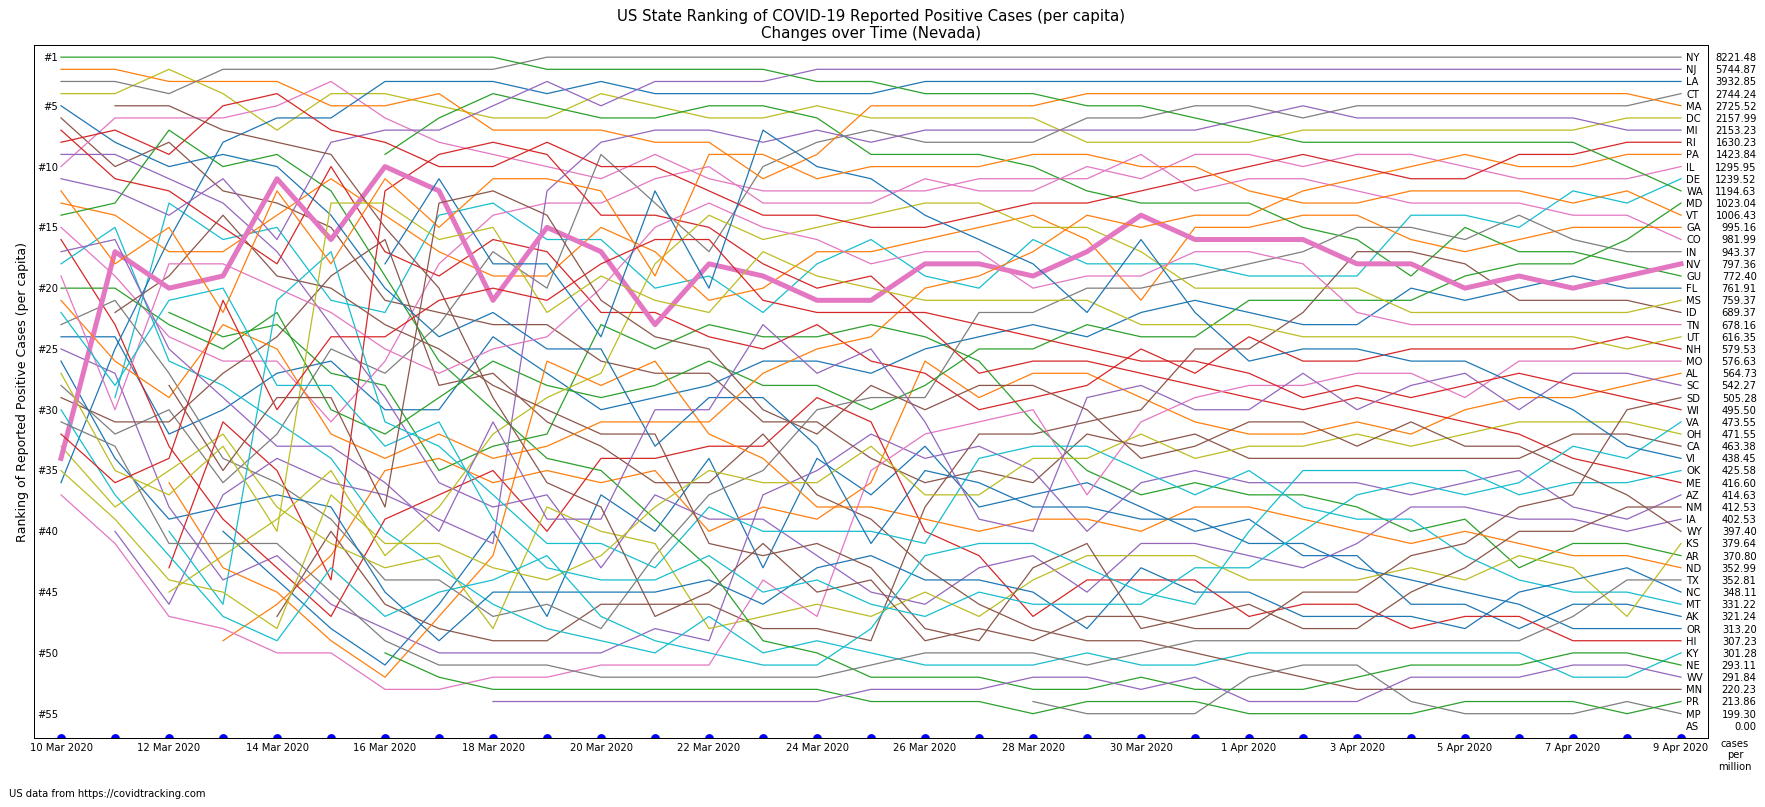 US State Ranking of COVID-19 Reported Positive Cases (per capita)
Changes over Time (Nevada)
Ranking of Reported Positive Cases (per capita)
#1
#5
#10
#15
#20
#25
#30
#35
#40
#45
#50
#55
NY 8221.48
NJ 5744.87
LA 3932.85
CT 2744.24
MA 2725.52
DC 2157.99
MI 2153.23
RI 1630.23
PA 1423.84
IL 1295.95
DE 1239.52
WA 1194.63
MD 1023.04
VT 1006.43
GA 995.16
CO 981.99
IN 943.37
NV 797.36
GU 772.40
FL 761.91
MS 759.37
ID 689.37
TN 678.16
UT 616.35
NH 579.53
MO 576.63
AL 564.73
SC 542.27
SD 505.28
WI 495.50
VA 473.55
OH 471.55
CA 463.38
VI 438.45
OK 425.58
ME 416.60
AZ 414.63
NM 412.53
IA 402.53
WY 397.40
KS 379.64
AR 370.80
ND 352.99
TX 352.81
NC 348.11
MT 331.22
AK 321.24
OR 313.20
HI 307.23
KY 301.28
NE 293.11
WV 291.84
MN 220.23
PR 213.86
MP 199.30
AS 0.00
10 Mar 2020 12 Mar 2020 14 Mar 2020 16 Mar 2020 18 Mar 2020 20 Mar 2020 22 Mar 2020 24 Mar 2020 26 Mar 2020 28 Mar 2020 30 Mar 2020 1 Apr 2020 3 Apr 2020 5 Apr 2020 7 Apr 2020 9 Apr 2020
cases
per
million
US data from https://covidtracking.com